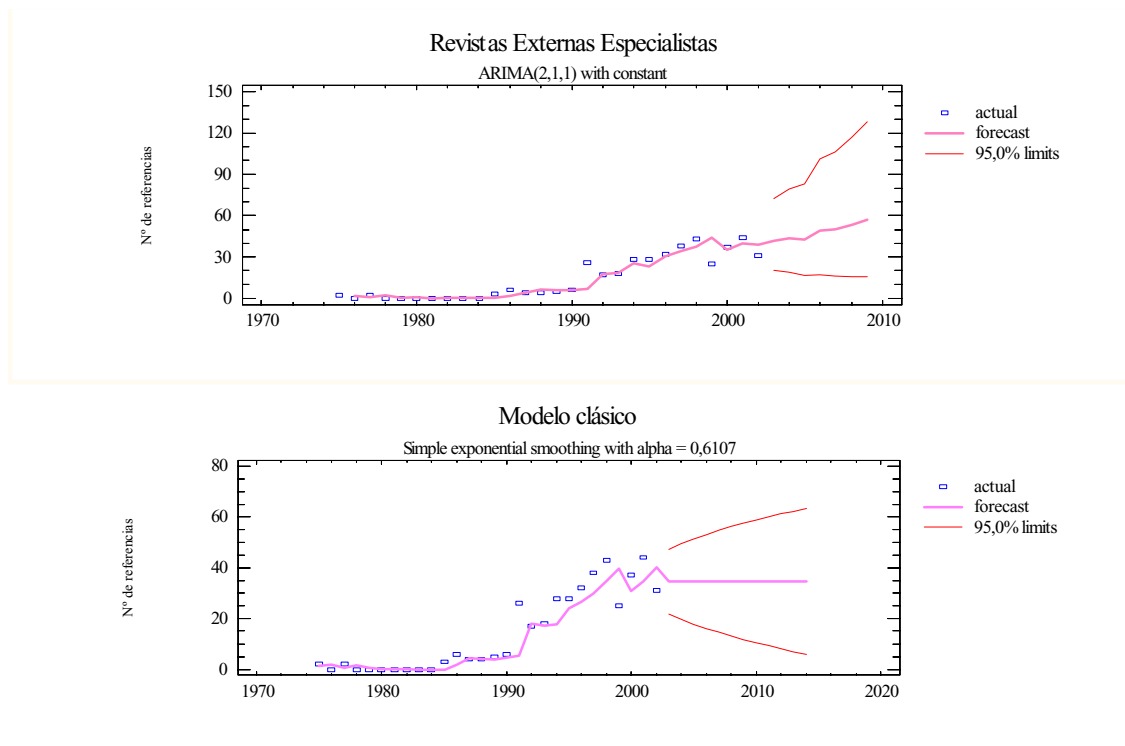 Revistas Externas Especialistas
ARIMA(2,1,1) with constant
Nº de referencias
150
120
90
60
30
0
1970
1980
1990
2000
2010
actual
forecast
95,0% limits
Modelo clásico
Simple exponential smoothing with alpha = 0,6107
Nº de referencias
80
60
40
20
0
1970
1980
1990
2000
2010
2020
actual
forecast
95,0% limits